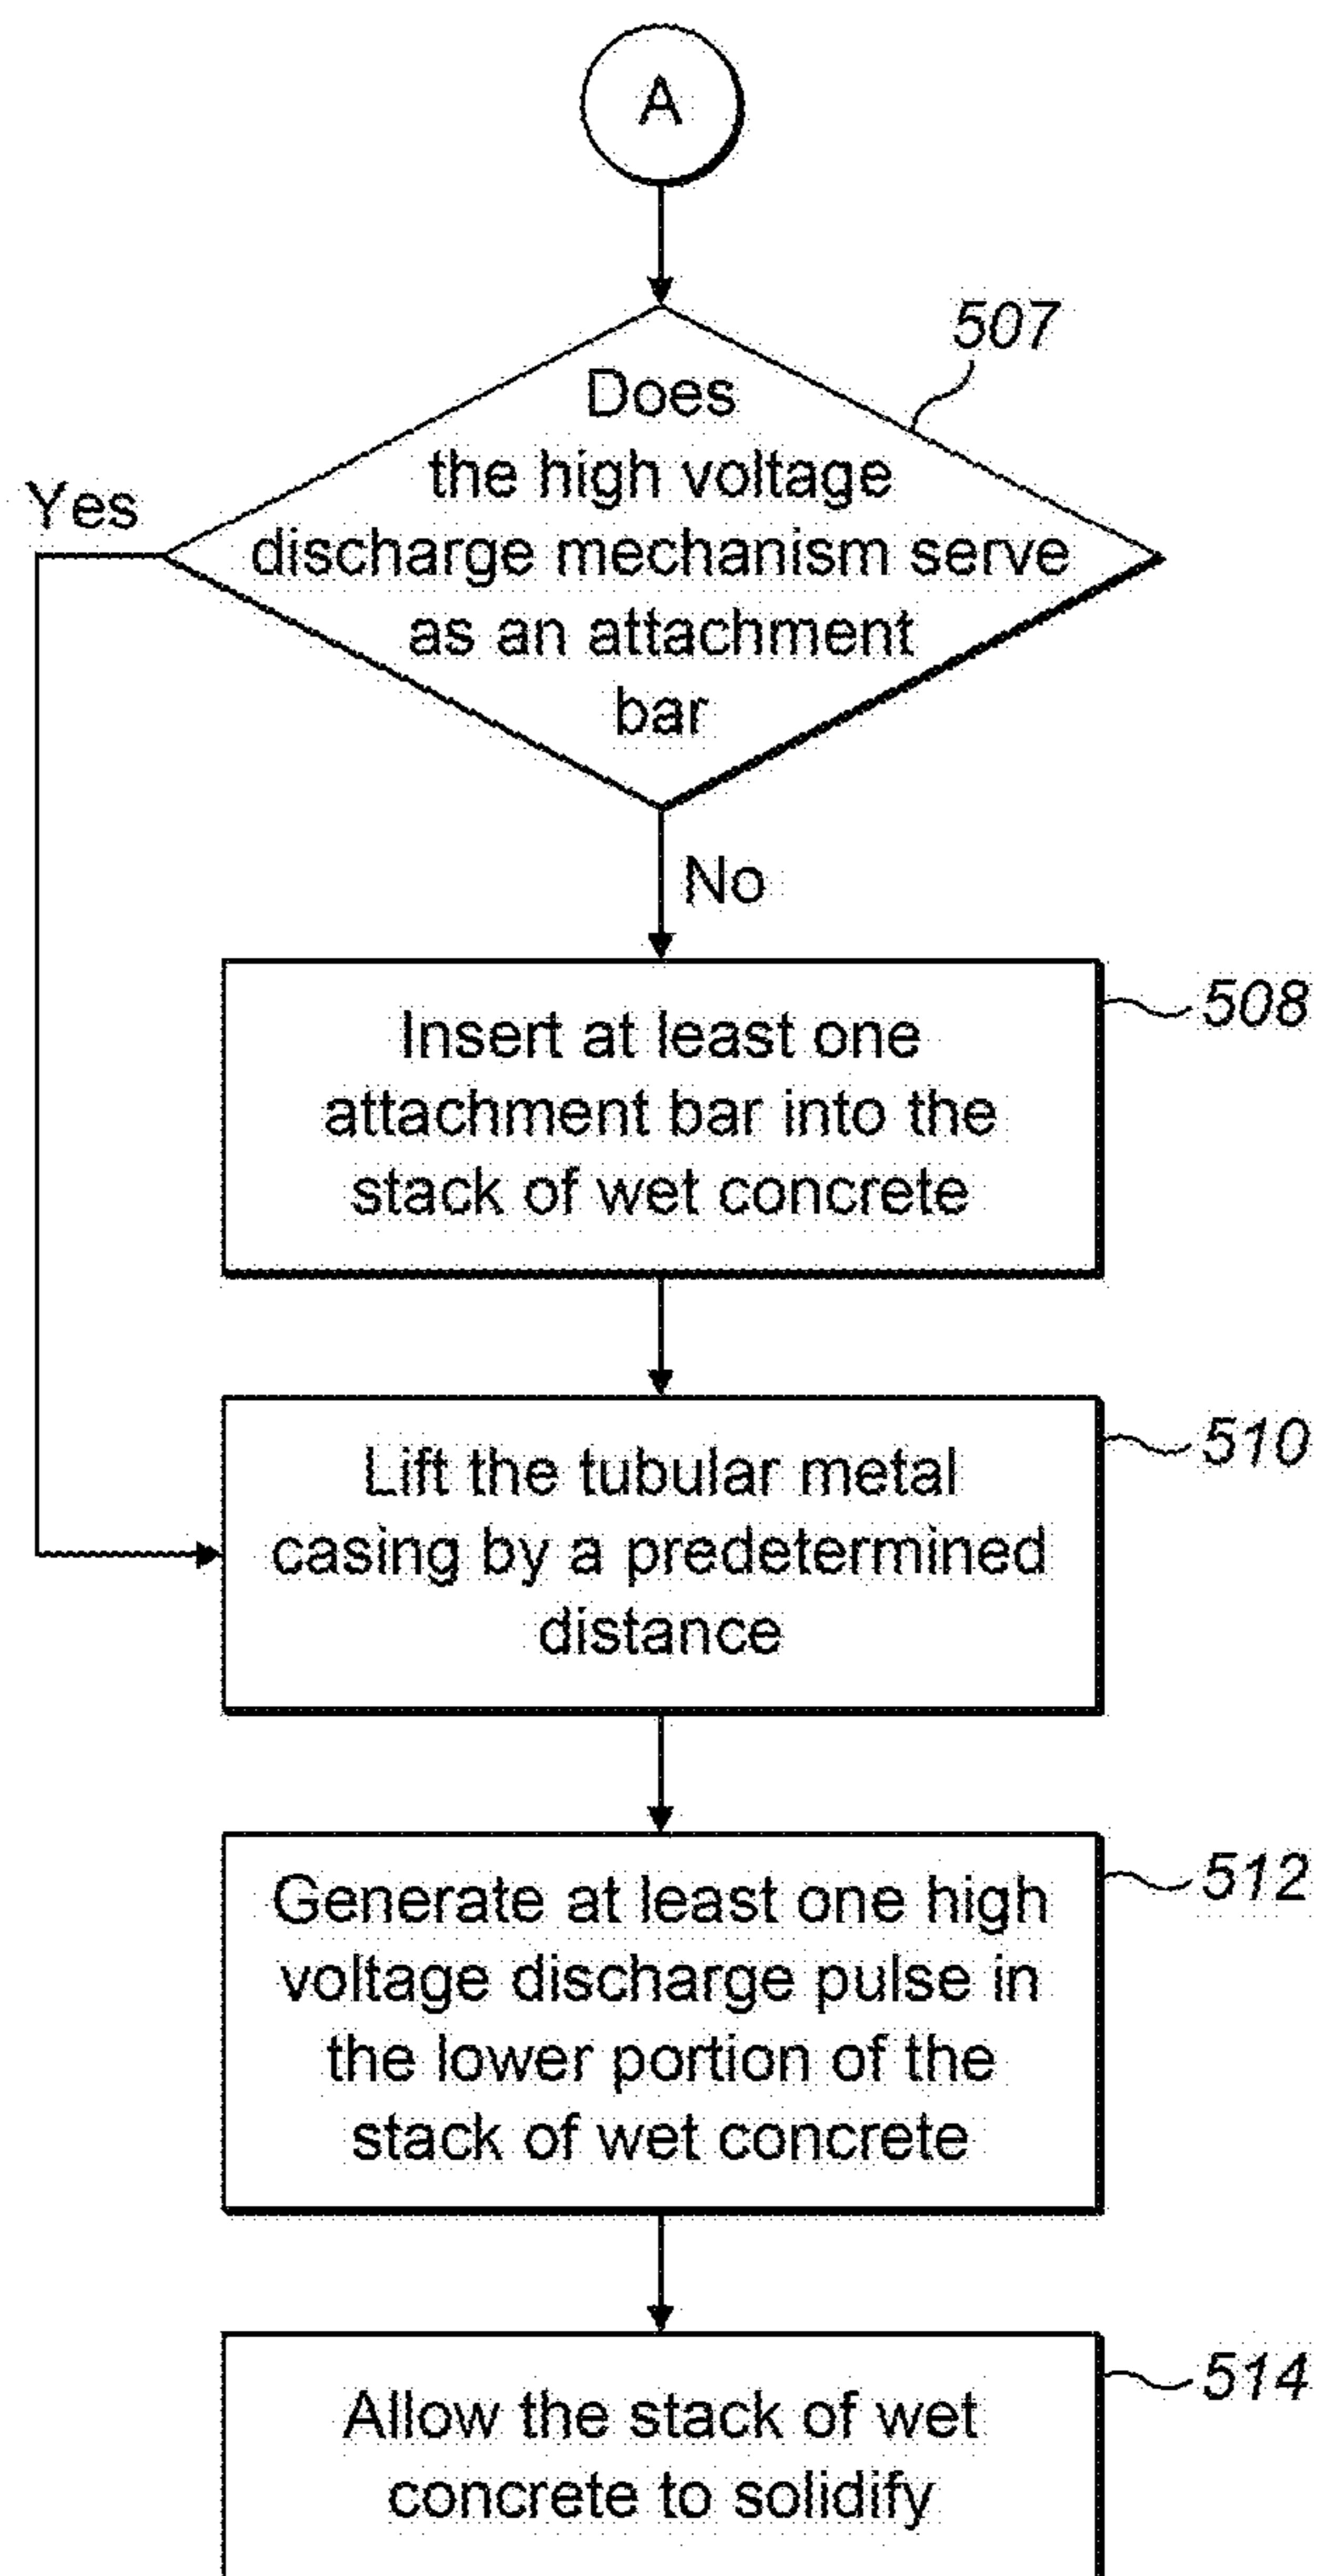 A
507
Does
the high voltage
discharge mechanism serve
as an attachment
bar
Yes
No
508
Insert at least one
attachment bar into the
stack of wet concrete
510
Lift the tubular metal
casing by a predetermined
distance
512
Generate at least one high
voltage discharge pulse in
the lower portion of the
stack of wet concrete
514
Allow the stack of wet
concrete to solidify